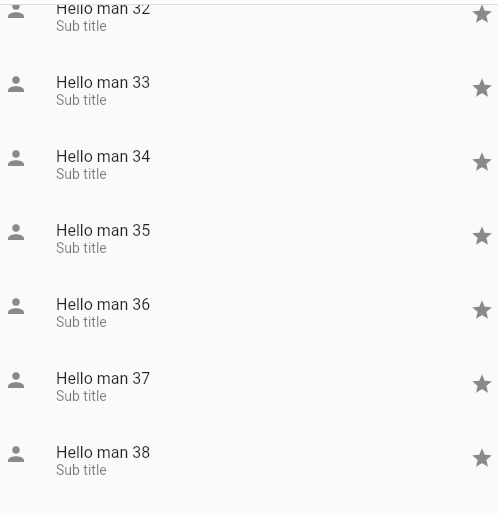 Hello man 32
Sub title
Hello man 33
Sub title
Hello man 34
Sub title
Hello man 35
Sub title
Hello man 36
Sub title
Hello man 37
Sub title
Hello man 38
Sub title